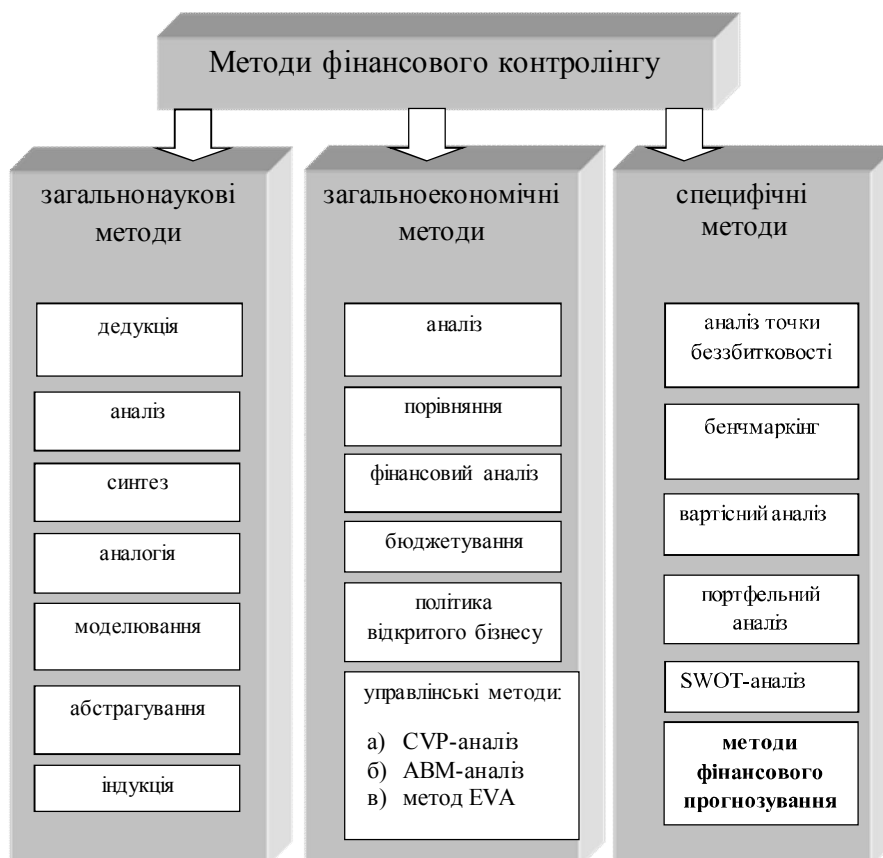 Методи фінансового контролінгу
загальнонаукові
методи
дедукція
аналіз
синтез
аналогія
моделювання
абстрагування
індукція
загальноекономічні
методи
аналіз
порівняння
фінансовий аналіз
бюджетування
політика
відкритого бізнесу
управлінські методи:
а) CVP-аналіз
б) ABM-аналіз
в) метод EVA
специфічні
методи
аналіз точки
беззбитковості
бенчмаркінг
вартісний аналіз
портфельний
аналіз
SWOT-аналіз
методи
фінансового
прогнозування